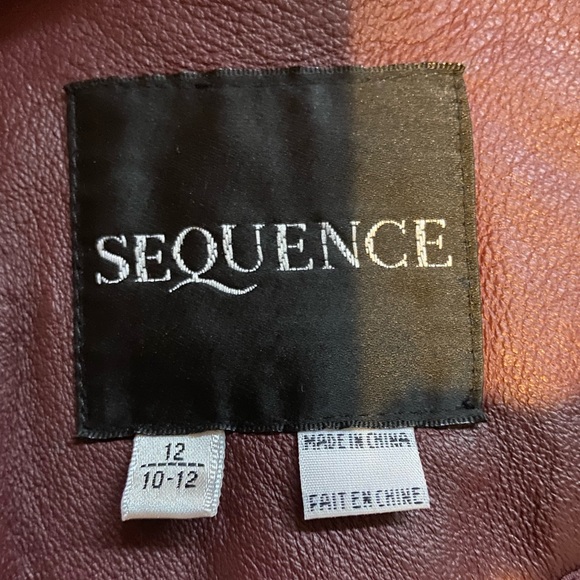 SEQUENCE
12
10-12
MADE IN CHINA
FAIT EN CHINE